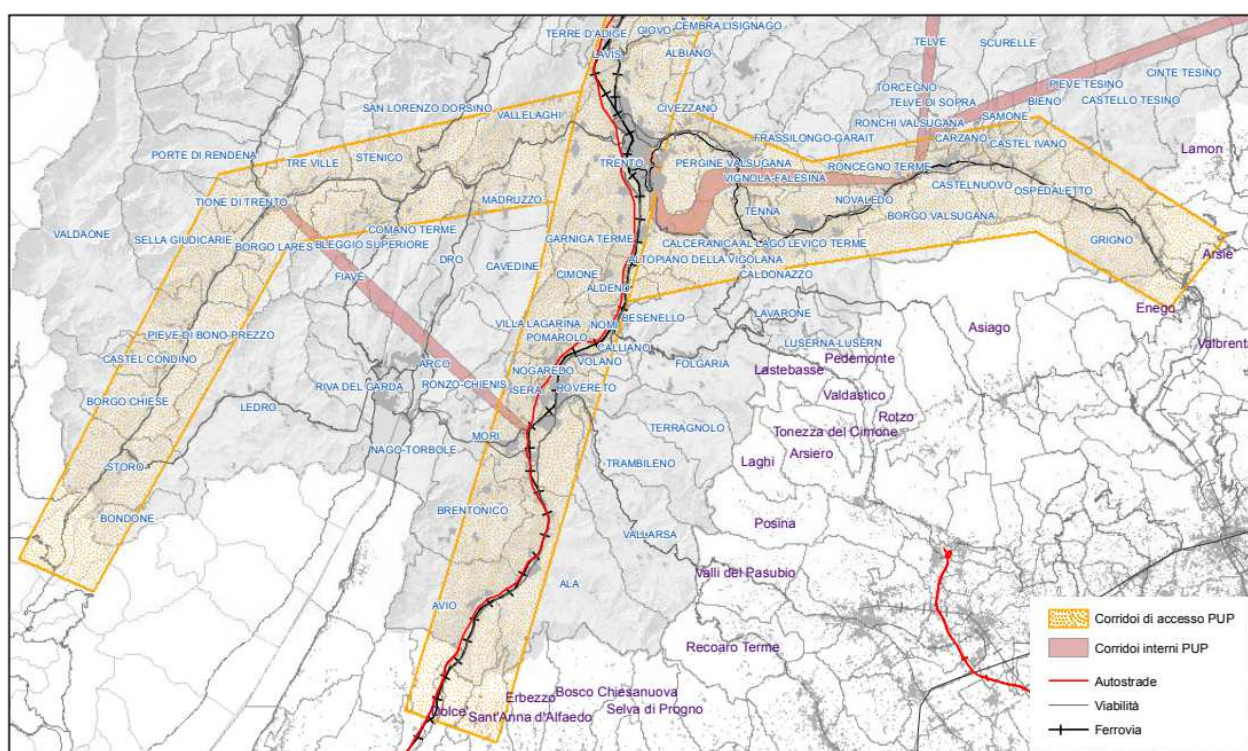 CEMBRA LISIGNAGO
TERRE D'ADIGE
GIOVO
LAVIS
ALBIANO
TELVE
SCURELLE
CINTE TESINO
PIEVE TESINO
TORCEGNO
CASTELLO TESINO
BIENO
TELVE DI SOPRA
SAN LORENZO DORSINO
CIVEZZANO
VALLELAGHI
SAMONE
RONCHI VALSUGANA
FRASSILONGO-GARAIT
CARZANO
CASTEL IVANO
Lamon
PORTE DI RENDENA
STENICO
TRE VILLE
TRENTO
PERGINE VALSUGANA
RONCEGNO TERME
VIGNOLA-FALESINA
CASTELNUOVO
OSPEDALETTO
TIONE DI TRENTO
MADRUZZO
NOVALEDO
TENNA
BORGO VALSUGANA
VALDAONE
COMANO TERME
SELLA GIUDICARIE
BORGO LARES
BLEGGIO SUPERIORE
GARNIGA TERME
CALCERANICA AL LAGO
LEVICO TERME
GRIGNO
Arsiè
DRO
CAVEDINE
ALTOPIANO DELLA VIGOLANA
FIAVÉ
CIMONE
CALDONAZZO
ALDENO
Enego
LAVARONE
BESENELLO
VILLA LAGARINA
NOMI
Asiago
PIEVE DI BONO-PREZZO
POMAROLO
CALLIANO
LUSERNA-LUSÉRN
Valbrenta
CASTEL CONDINO
VOLANO
Pedemonte
ARCO
FOLGARIA
NOGAREDO
Lastebasse
RIVA DEL GARDA
RONZO-CHIENIS
ISERA
ROVERETO
Valdastico
BORGO CHIESE
LEDRO
Rotzo
TERRAGNOLO
Tonezza del Cimone
MORI
NAGO-TORBOLE
Arsiero
Laghi
STORO
TRAMBILENO
BRENTONICO
BONDONE
Posina
VALLARSA
Valli del Pasubio
ALA
AVIO
Recoaro Terme
Bosco Chiesanuova
Erbezzo
Selva di Progno
Dolce'
Sant'Anna d'Alfaedo
Corridoi di accesso PUP
Corridoi interni PUP
Autostrade
Viabilità
Ferrovia